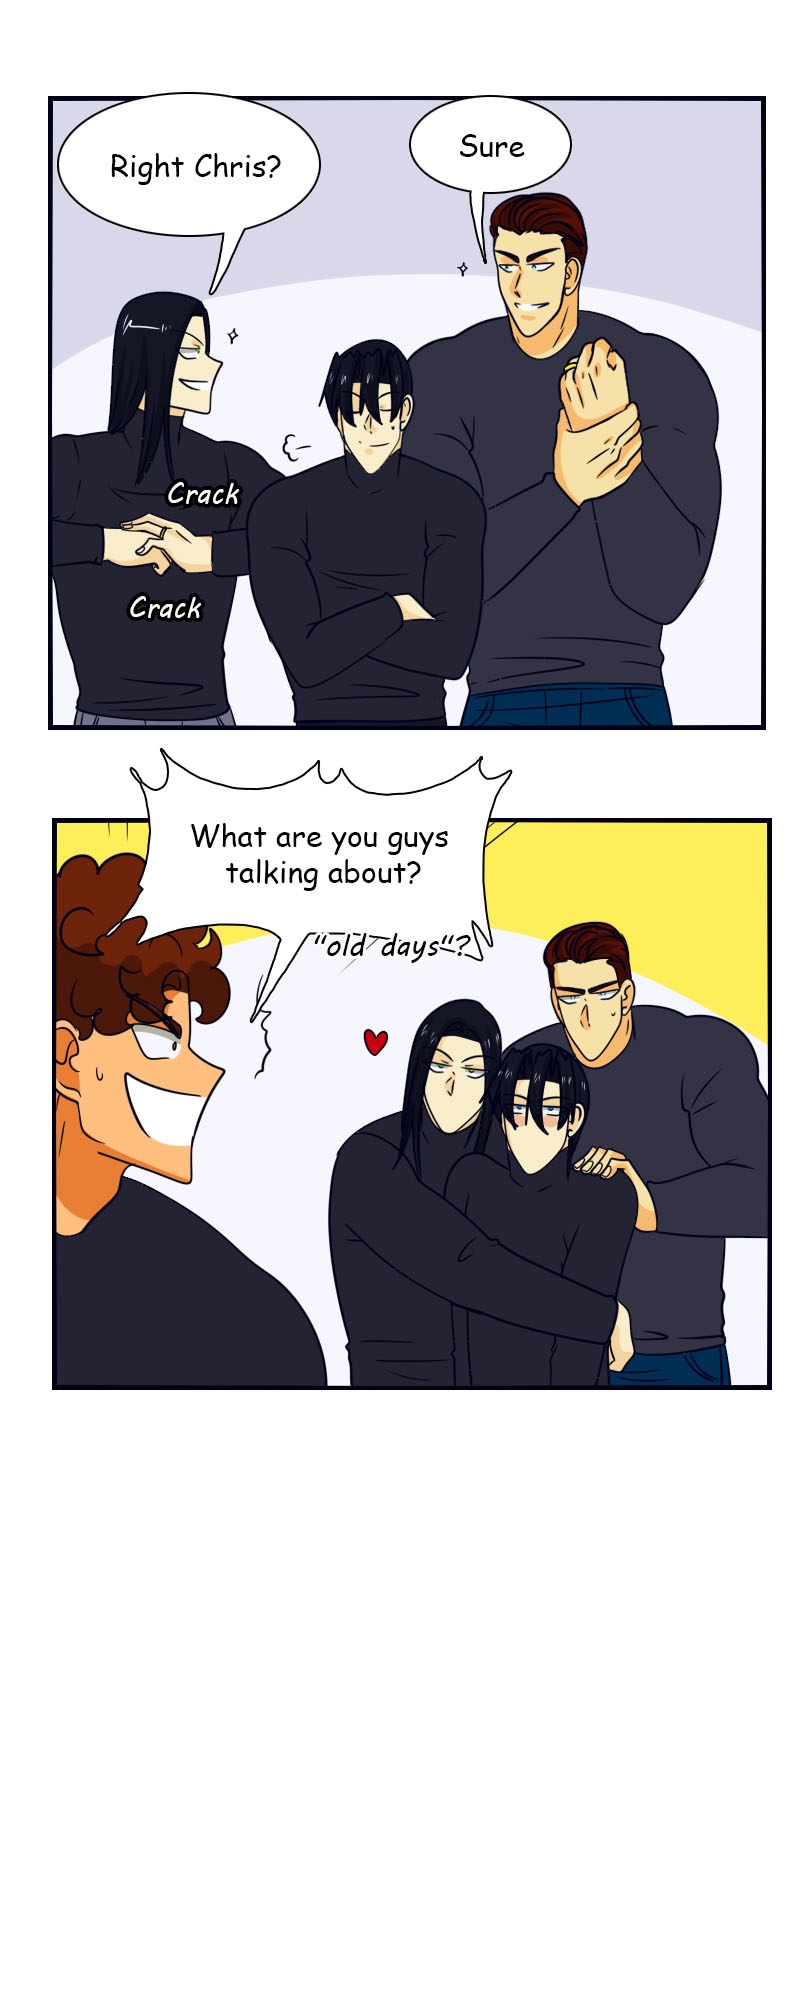 Right Chris?
Sure
Crack
Crack
What are you guys
talking about?
"old days"?